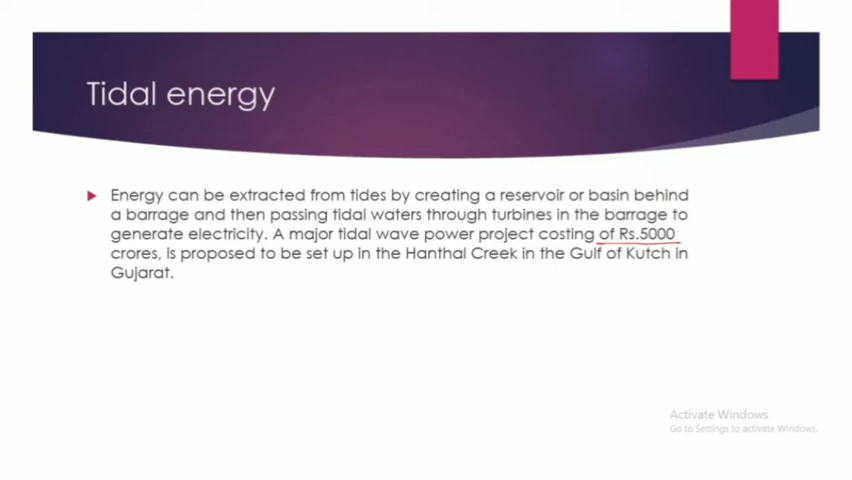 Tidal energy
Energy can be extracted from tides by creating a reservoir or basin behind
a barrage and then passing tidal waters through turbines in the barrage to
generate electricity. A major tidal wave power project costing of Rs.5000
crores, is proposed to be set up in the Hanthal Creek in the Gulf of Kutch in
Gujarat.
Activate Windows
Go to Settings to activate Windows.